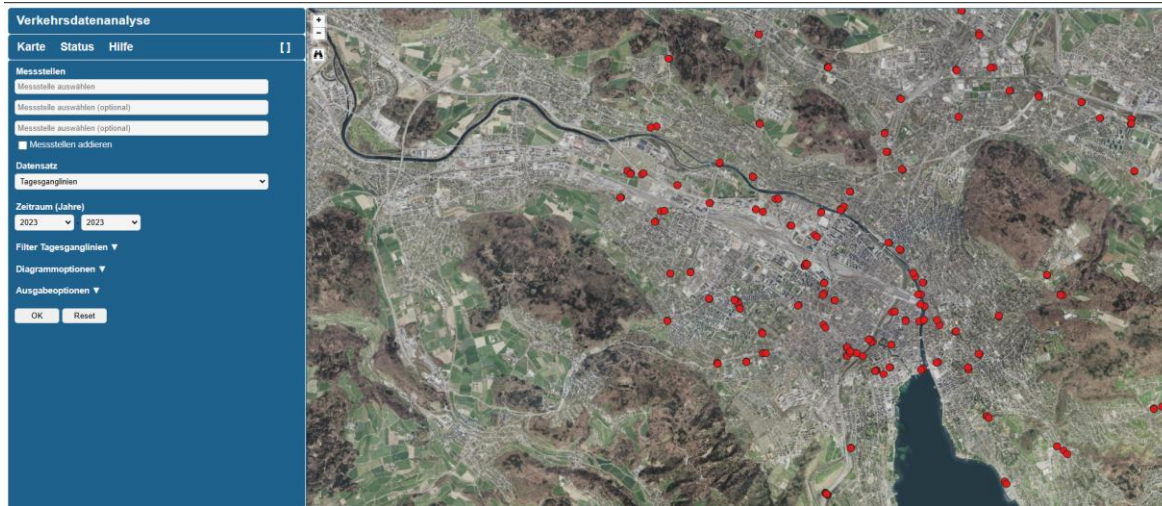 Verkehrsdatenanalyse
Karte Status Hilfe [ ]
Messstellen
Messstelle auswählen
Messstelle auswählen (optional)
Messstelle auswählen (optional)
Messstellen addieren
Datensatz
Tagesganglinien
Zeitraum (Jahre)
2023 - 2023
Filter Tagesganglinien ▼
Diagrammoptionen ▼
Ausgabeoptionen ▼
OK Reset
+
−